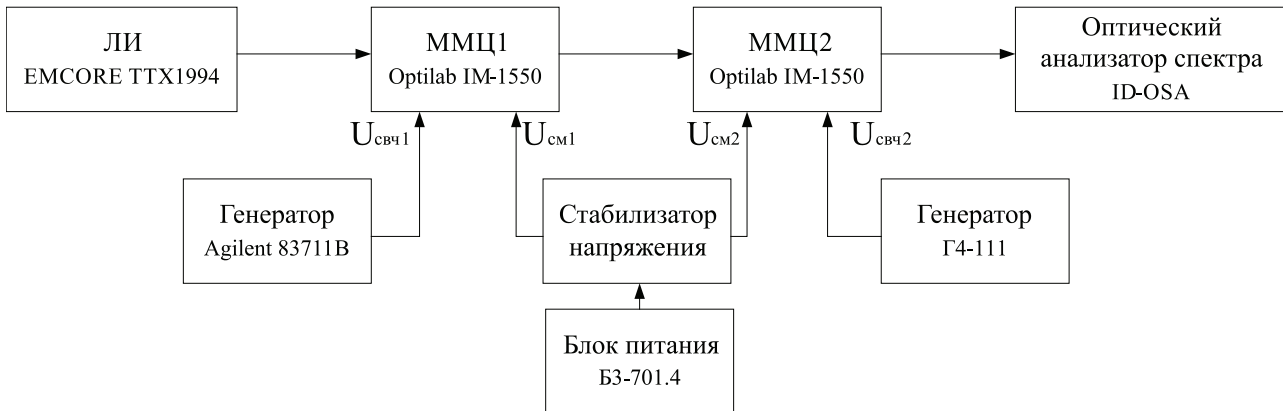 ЛИ
EMCORE TTX1994
ММЦ1
Optilab IM-1550
ММЦ2
Optilab IM-1550
Оптический
анализатор спектра
ID-OSA
Uсвч1
Uсм1
Uсм2
Uсвч2
Генератор
Agilent 83711B
Стабилизатор
напряжения
Генератор
Г4-111
Блок питания
Б3-701.4